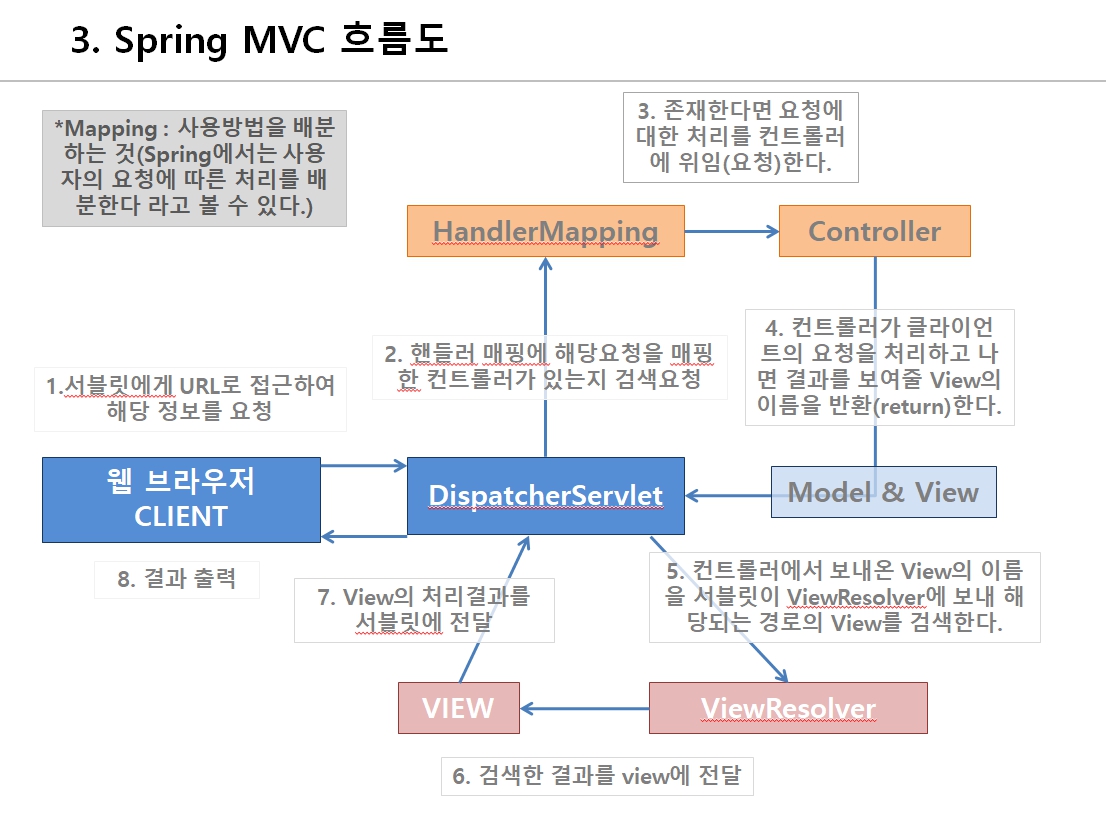 3. Spring MVC 흐름도
*Mapping : 사용방법을 배분
하는 것(Spring에서는 사용
자의 요청에 따른 처리를 배
분한다 라고 볼 수 있다.)
3. 존재한다면 요청에
대한 처리를 컨트롤러
에 위임(요청)한다.
HandlerMapping
Controller
2. 핸들러 매핑에 해당요청을 매핑
한 컨트롤러가 있는지 검색요청
4. 컨트롤러가 클라이언
트의 요청을 처리하고 나
면 결과를 보여줄 View의
이름을 반환(return)한다.
1.서블릿에게 URL로 접근하여
해당 정보를 요청
웹 브라우저
CLIENT
DispatcherServlet
Model & View
8. 결과 출력
7. View의 처리결과를
서블릿에 전달
5. 컨트롤러에서 보내온 View의 이름
을 서블릿이 ViewResolver에 보내 해
당되는 경로의 View를 검색한다.
VIEW
ViewResolver
6. 검색한 결과를 view에 전달